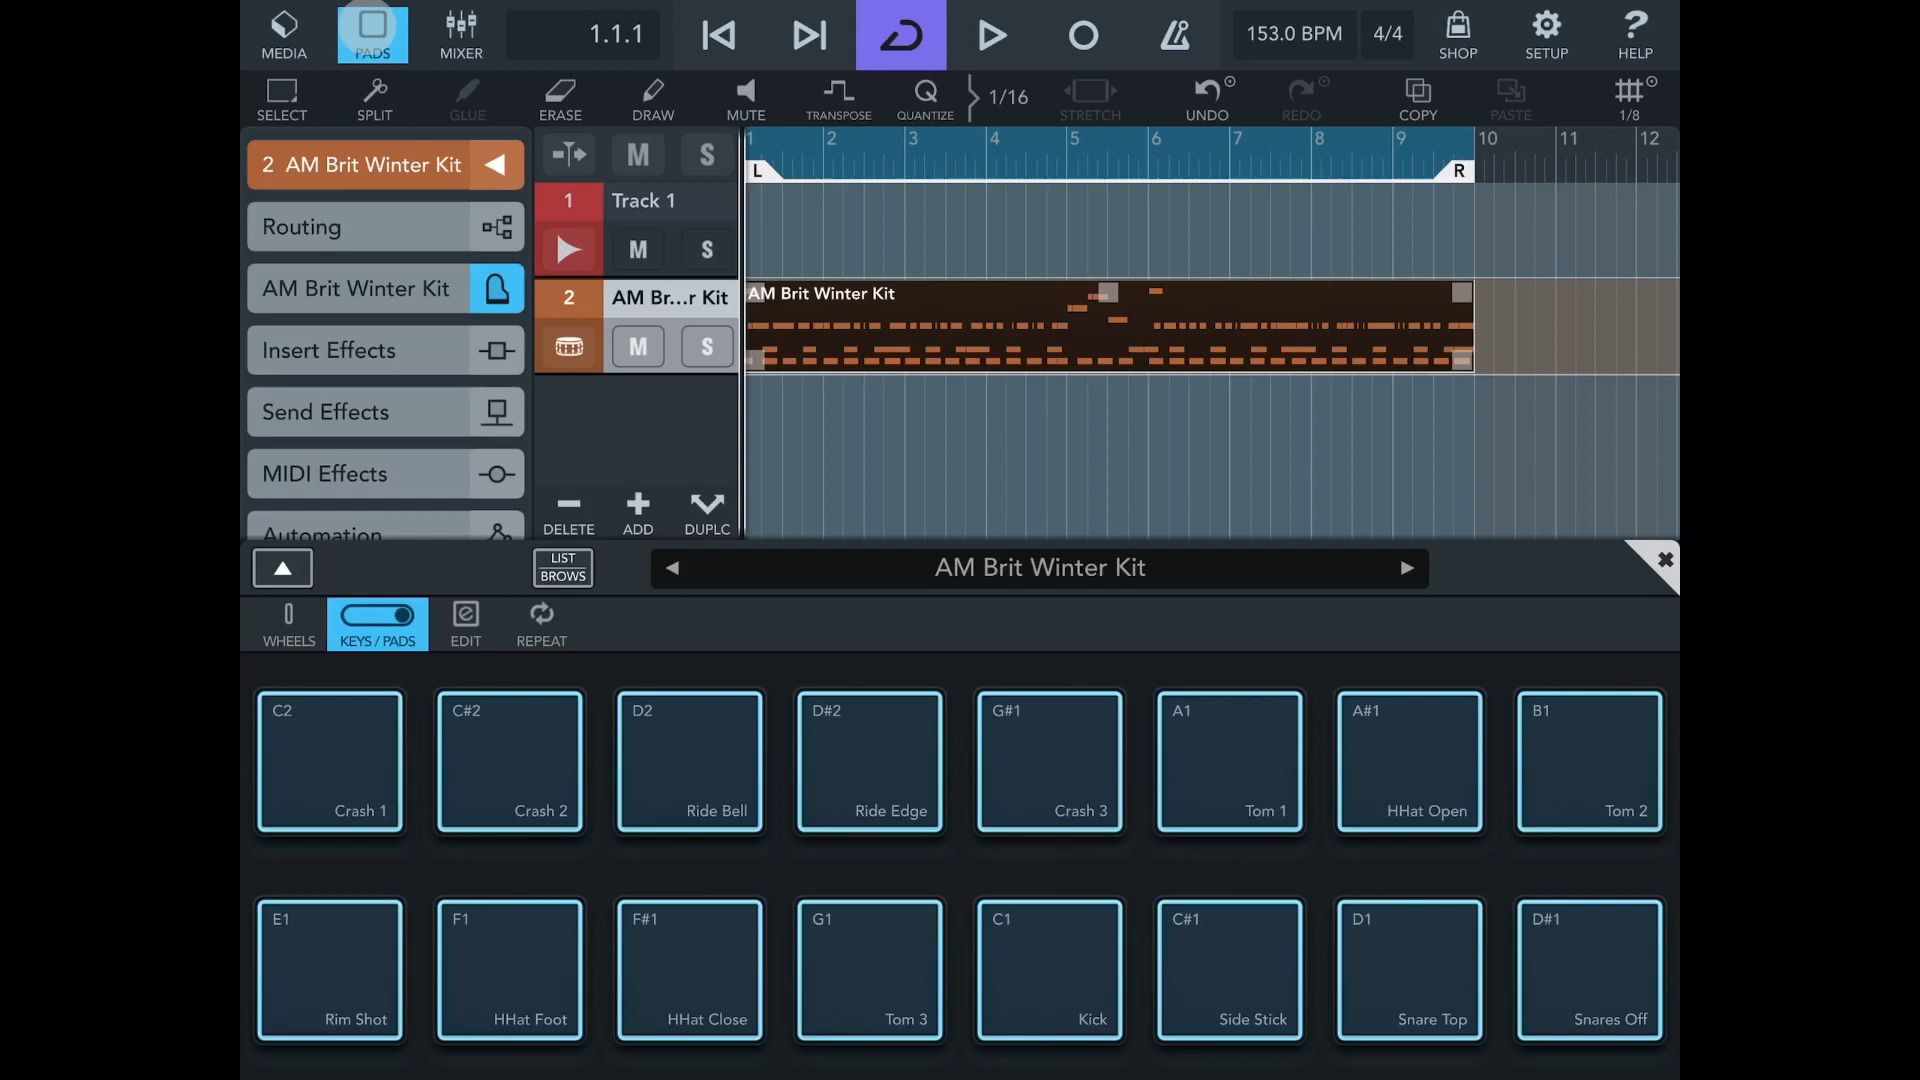 MEDIA
PADS
MIXER
1.1.1
153.0 BPM
4/4
SHOP
SETUP
? HELP
SELECT
SPLIT
GLUE
ERASE
DRAW
MUTE
TRANSPOSE
Q QUANTIZE
1/16
STRETCH
UNDO
REDO
COPY
PASTE
1/8
2 AM Brit Winter Kit
Routing
AM Brit Winter Kit
Insert Effects
Send Effects
MIDI Effects
Automation
M S
1 Track 1
M S
2 AM Br...r Kit
M S
DELETE
ADD
DUPLC
1 2 3 4 5 6 7 8 9 10 11 12
L R
AM Brit Winter Kit
LIST
BROWS
AM Brit Winter Kit
WHEELS
KEYS / PADS
e EDIT
REPEAT
C2
Crash 1
C#2
Crash 2
D2
Ride Bell
D#2
Ride Edge
G#1
Crash 3
A1
Tom 1
A#1
HHat Open
B1
Tom 2
E1
Rim Shot
F1
HHat Foot
F#1
HHat Close
G1
Tom 3
C1
Kick
C#1
Side Stick
D1
Snare Top
D#1
Snares Off